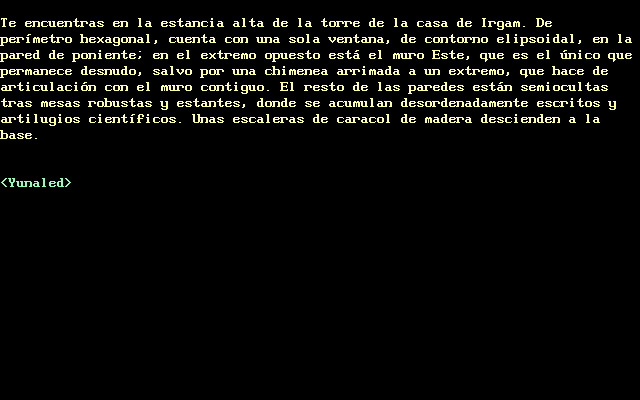 Te encuentras en la estancia alta de la torre de la casa de Irgam. De
perímetro hexagonal, cuenta con una sola ventana, de contorno elipsoidal, en la
pared de poniente; en el extremo opuesto está el muro Este, que es el único que
permanece desnudo, salvo por una chimenea arrimada a un extremo, que hace de
articulación con el muro contiguo. El resto de las paredes están semiocultas
tras mesas robustas y estantes, donde se acumulan desordenadamente escritos y
artilugios científicos. Unas escaleras de caracol de madera descienden a la
base.
<Yunaled>